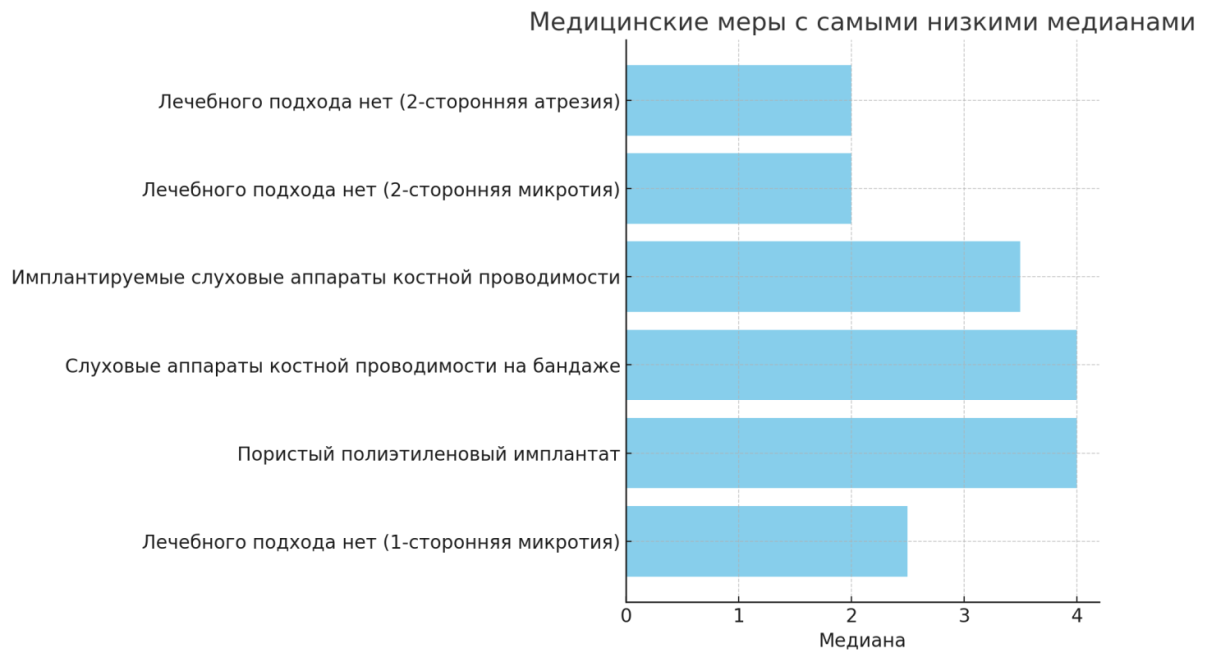 Медицинские меры с самыми низкими медианами
Лечебного подхода нет (2-сторонняя атрезия)
Лечебного подхода нет (2-сторонняя микротия)
Имплантируемые слуховые аппараты костной проводимости
Слуховые аппараты костной проводимости на бандаже
Пористый полиэтиленовый имплантат
Лечебного подхода нет (1-сторонняя микротия)
0 1 2 3 4
Медиана